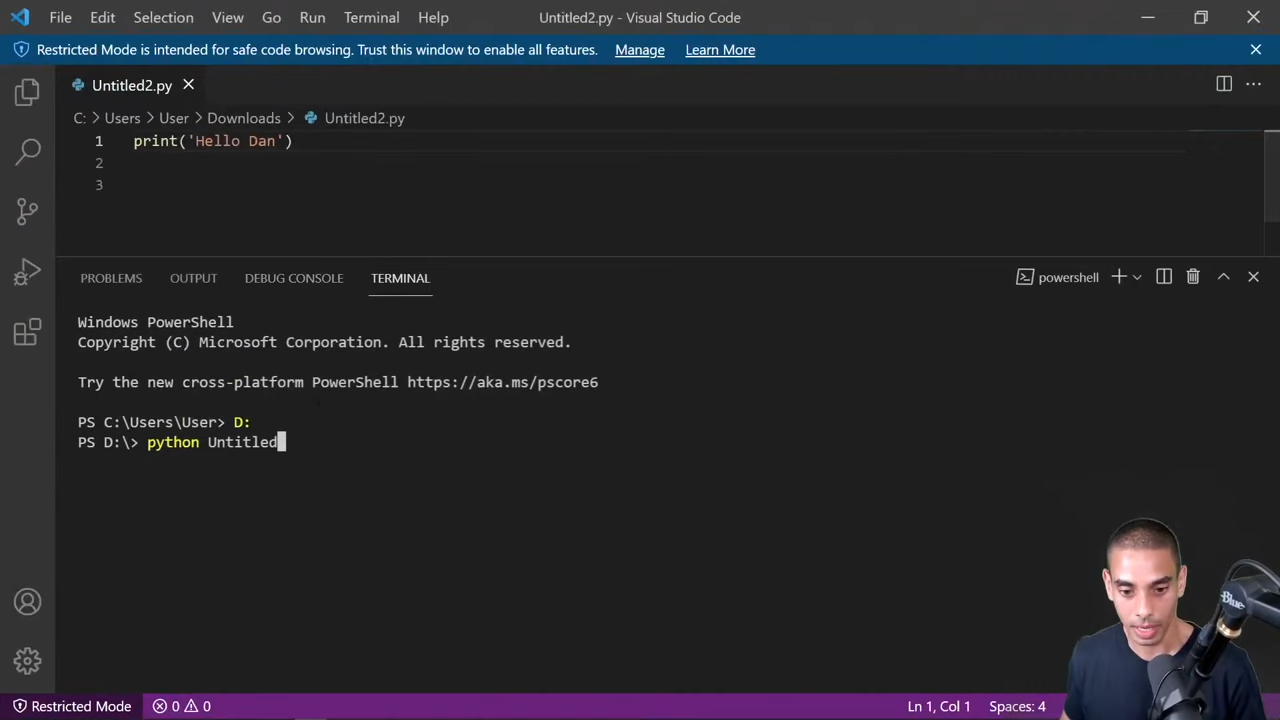 File Edit Selection View Go Run Terminal Help Untitled2.py - Visual Studio Code
Restricted Mode is intended for safe code browsing. Trust this window to enable all features. Manage Learn More
Untitled2.py
C: > Users > User > Downloads > Untitled2.py
1 print('Hello Dan')
2
3
PROBLEMS OUTPUT DEBUG CONSOLE TERMINAL powershell
Windows PowerShell
Copyright (C) Microsoft Corporation. All rights reserved.
Try the new cross-platform PowerShell https://aka.ms/pscore6
PS C:\Users\User> D:
PS D:\> python Untitled
Blue
Restricted Mode 0 0 Ln 1, Col 1 Spaces: 4